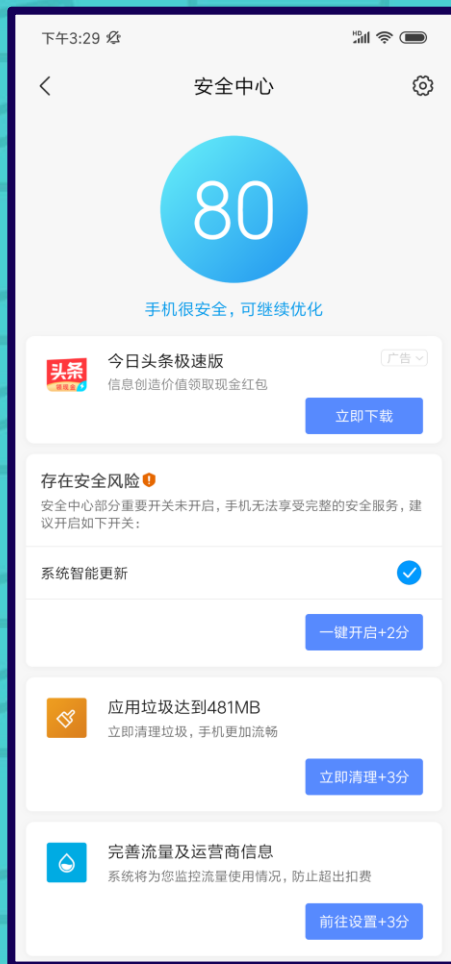 下午3:29
HD
安全中心
80
手机很安全，可继续优化
头条
领现金
今日头条极速版
广告
信息创造价值领取现金红包
立即下载
存在安全风险
安全中心部分重要开关未开启，手机无法享受完整的安全服务，建
议开启如下开关：
系统智能更新
一键开启+2分
应用垃圾达到481MB
立即清理垃圾，手机更加流畅
立即清理+3分
完善流量及运营商信息
系统将为您监控流量使用情况，防止超出扣费
前往设置+3分